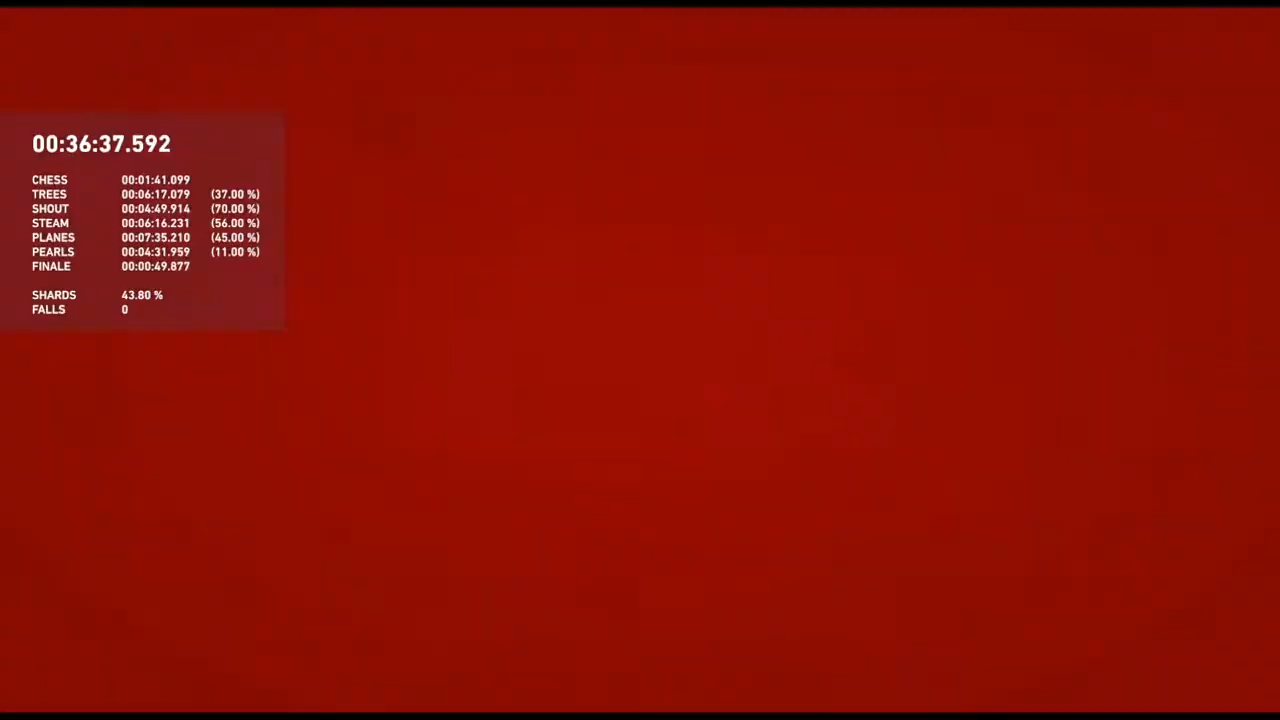 00:36:37.592
CHESS 00:01:41.099
TREES 00:06:17.079 (37.00 %)
SHOUT 00:04:49.914 (70.00 %)
STEAM 00:06:16.231 (56.00 %)
PLANES 00:07:35.210 (45.00 %)
PEARLS 00:04:31.959 (11.00 %)
FINALE 00:00:49.877
SHARDS 43.80 %
FALLS 0